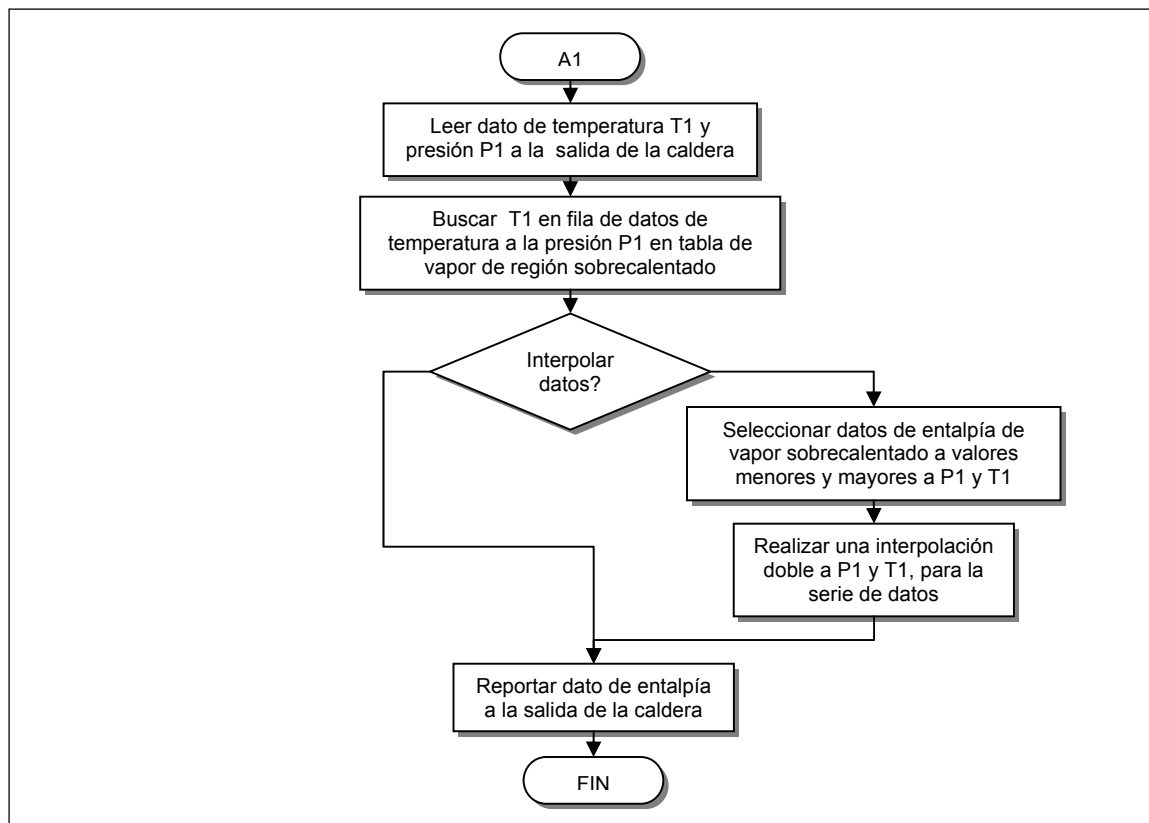 A1
Leer dato de temperatura T1 y
presión P1 a la salida de la caldera
Buscar T1 en fila de datos de
temperatura a la presión P1 en tabla de
vapor de región sobrecalentado
Interpolar
datos?
Seleccionar datos de entalpía de
vapor sobrecalentado a valores
menores y mayores a P1 y T1
Realizar una interpolación
doble a P1 y T1, para la
serie de datos
Reportar dato de entalpía
a la salida de la caldera
FIN